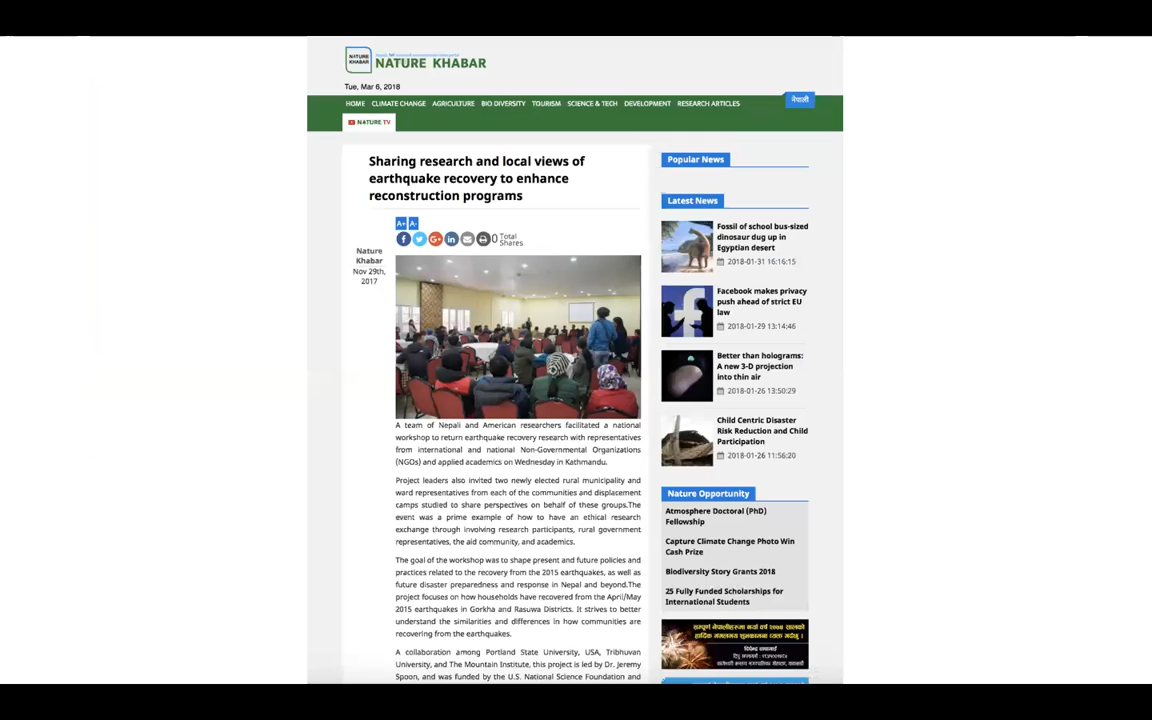 NATURE
KHABAR
NATURE KHABAR
Tue, Mar 6, 2018
HOME CLIMATE CHANGE AGRICULTURE BIO DIVERSITY TOURISM SCIENCE & TECH DEVELOPMENT RESEARCH ARTICLES
नेपाली
NATURE TV
Sharing research and local views of
earthquake recovery to enhance
reconstruction programs
A+ A-
0 Total
Shares
Nature
Khabar
Nov 29th,
2017
A team of Nepali and American researchers facilitated a national
workshop to return earthquake recovery research with representatives
from international and national Non-Governmental Organizations
(NGOs) and applied academics on Wednesday in Kathmandu.
Project leaders also invited two newly elected rural municipality and
ward representatives from each of the communities and displacement
camps studied to share perspectives on behalf of these groups.The
event was a prime example of how to have an ethical research
exchange through involving research participants, rural government
representatives, the aid community, and academics.
The goal of the workshop was to shape present and future policies and
practices related to the recovery from the 2015 earthquakes, as well as
future disaster preparedness and response in Nepal and beyond.The
project focuses on how households have recovered from the April/May
2015 earthquakes in Gorkha and Rasuwa Districts. It strives to better
understand the similarities and differences in how communities are
recovering from the earthquakes.
A collaboration among Portland State University, USA, Tribhuvan
University, and The Mountain Institute, this project is led by Dr. Jeremy
Spoon, and was funded by the U.S. National Science Foundation and
Popular News
Latest News
Fossil of school bus-sized
dinosaur dug up in
Egyptian desert
2018-01-31 16:16:15
Facebook makes privacy
push ahead of strict EU
law
2018-01-29 13:14:46
Better than holograms:
A new 3-D projection
into thin air
2018-01-26 13:50:29
Child Centric Disaster
Risk Reduction and Child
Participation
2018-01-26 11:56:20
Nature Opportunity
Atmosphere Doctoral (PhD)
Fellowship
Capture Climate Change Photo Win
Cash Prize
Biodiversity Story Grants 2018
25 Fully Funded Scholarships for
International Students
सम्पूर्ण नेपालीहरूमा नयाँ वर्ष २०७४ सालको
हार्दिक मंगलमय शुभकामना व्यक्त गर्दछु ।